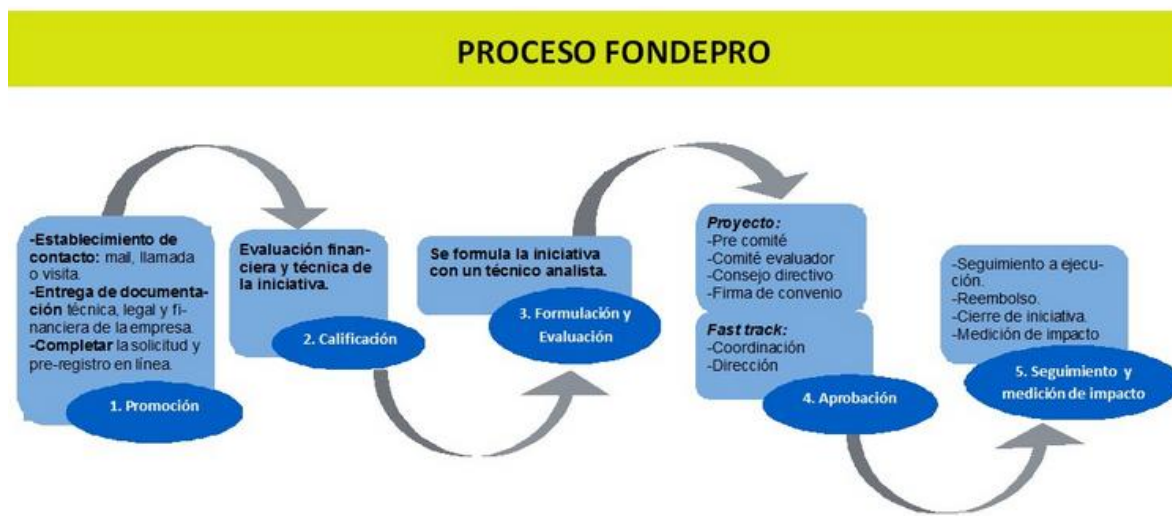 PROCESO FONDEPRO
-Establecimiento de
contacto: mail, llamada
o visita.
-Entrega de documenta-
ción técnica, legal y fi-
nanciera de la empresa.
-Completar la solicitud y
pre-registro en línea.
1. Promoción
Evaluación finan-
ciera y técnica de
la iniciativa.
2. Calificación
Se formula la iniciativa
con un técnico analista.
3. Formulación y
Evaluación
Proyecto:
-Pre comité
-Comité evaluador
-Consejo directivo
-Firma de convenio
Fast track:
-Coordinación
-Dirección
4. Aprobación
-Seguimiento a ejecu-
ción.
-Reembolso.
-Cierre de iniciativa.
-Medición de impacto
5. Seguimiento y
medición de impacto